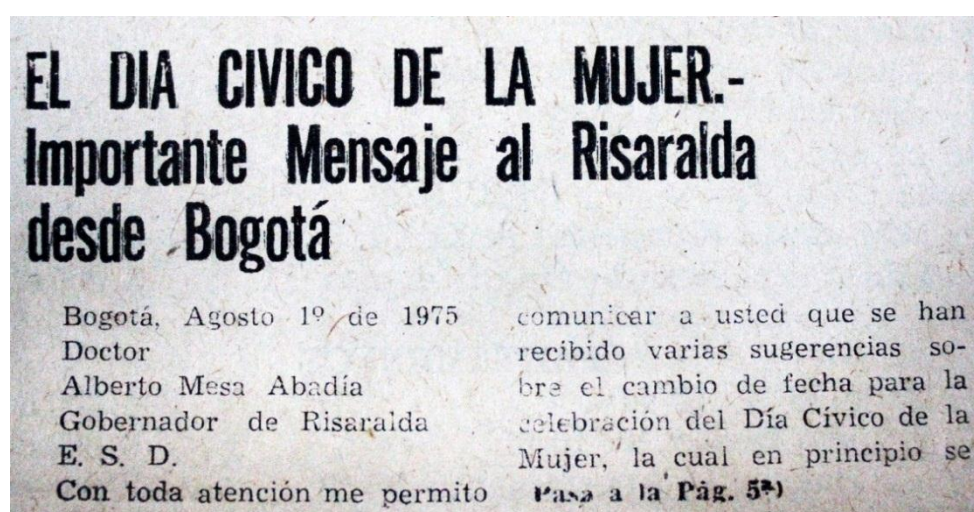 EL DIA CIVICO DE LA MUJER.-
Importante Mensaje al Risaralda
desde Bogotá
Bogotá, Agosto 1º de 1975
Doctor
Alberto Mesa Abadía
Gobernador de Risaralda
E. S. D.
Con toda atención me permito
comunicar a usted que se han
recibido varias sugerencias so-
bre el cambio de fecha para la
celebración del Día Cívico de la
Mujer, la cual en principio se
Pasa a la Pág. 5ª)